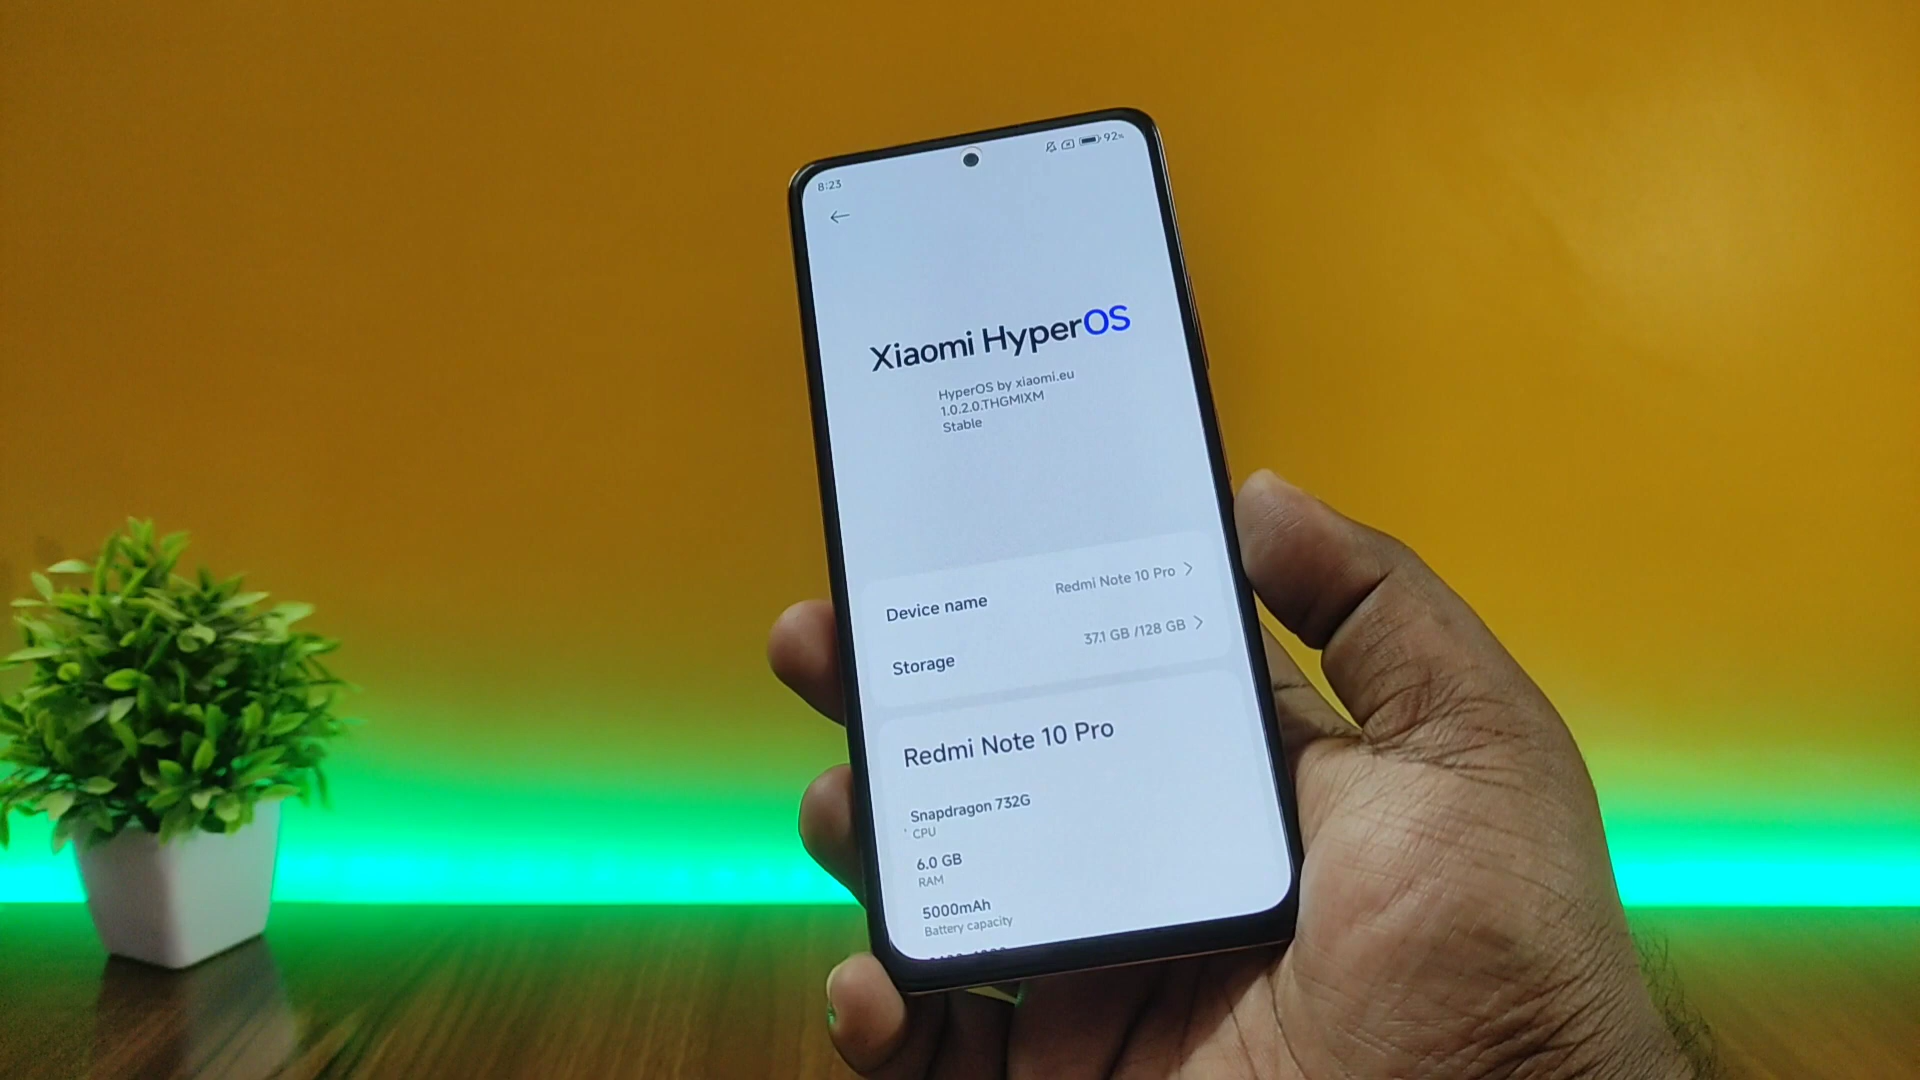 8:23
92%
Xiaomi HyperOS
HyperOS by xiaomi.eu
1.0.2.0.THGMIXM
Stable
Device name
Redmi Note 10 Pro
Storage
37.1 GB /128 GB
Redmi Note 10 Pro
Snapdragon 732G
CPU
6.0 GB
RAM
5000mAh
Battery capacity